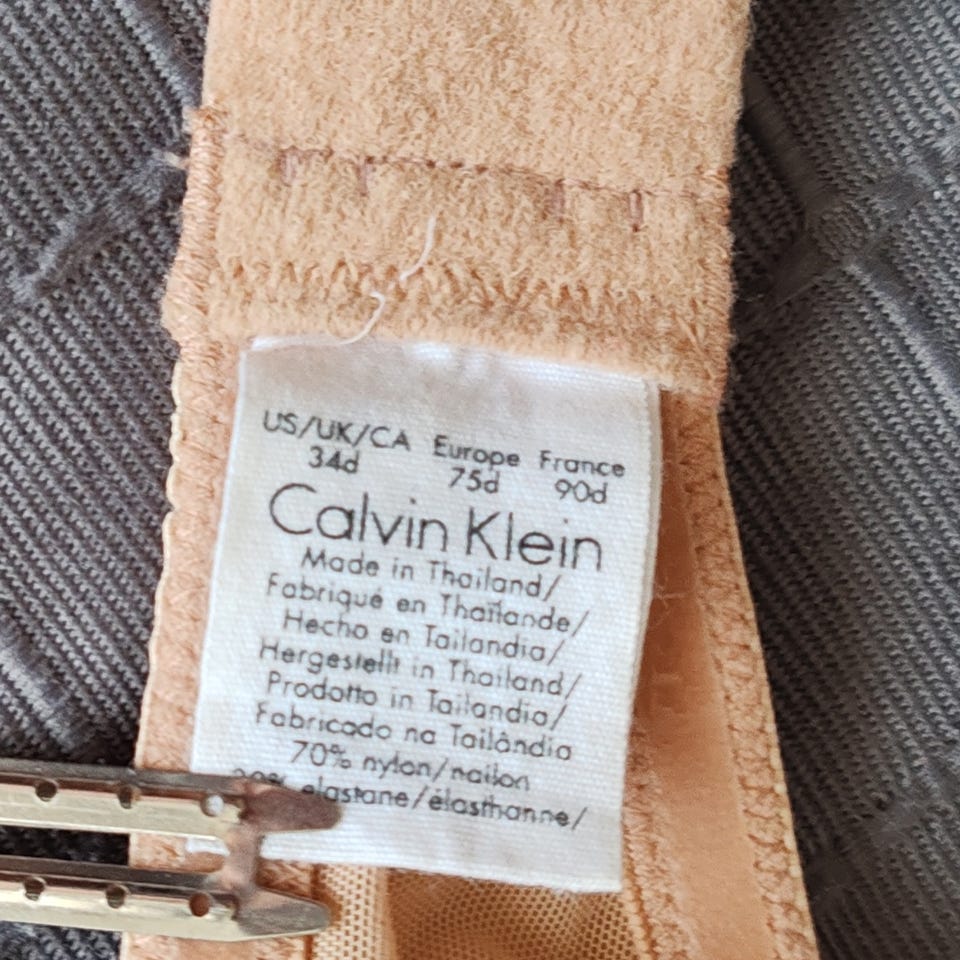 US/UK/CA Europe France
34d 75d 90d
Calvin Klein
Made in Thailand/
Fabriqué en Thaïlande/
Hecho en Tailandia/
Hergestellt in Thailand/
Prodotto in Tailandia/
Fabricado na Tailândia
70% nylon/nailon
elastane/élasthanne/